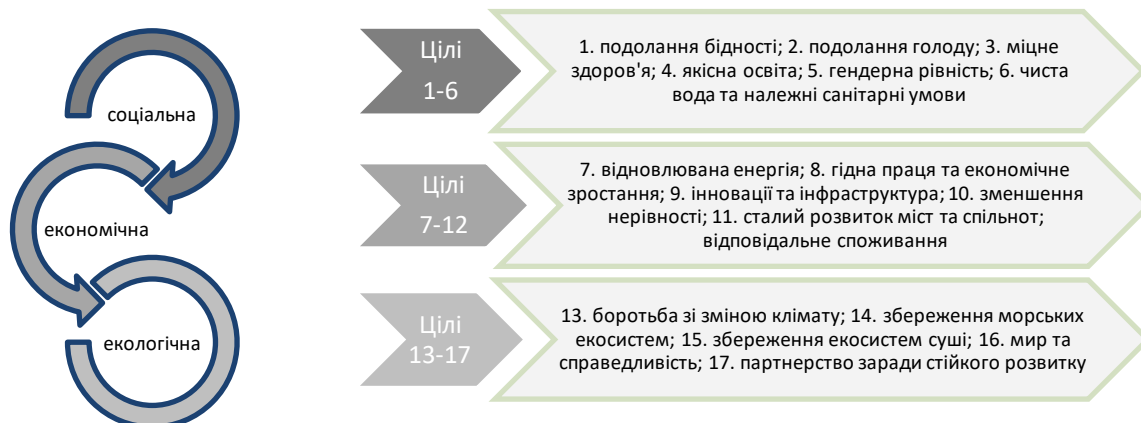 соціальна
економічна
екологічна
Цілі
1-6
1. подолання бідності; 2. подолання голоду; 3. міцне
здоров'я; 4. якісна освіта; 5. гендерна рівність; 6. чиста
вода та належні санітарні умови
Цілі
7-12
7. відновлювана енергія; 8. гідна праця та економічне
зростання; 9. інновації та інфраструктура; 10. зменшення
нерівності; 11. сталий розвиток міст та спільнот;
відповідальне споживання
Цілі
13-17
13. боротьба зі зміною клімату; 14. збереження морських
екосистем; 15. збереження екосистем суші; 16. мир та
справедливість; 17. партнерство заради стійкого розвитку